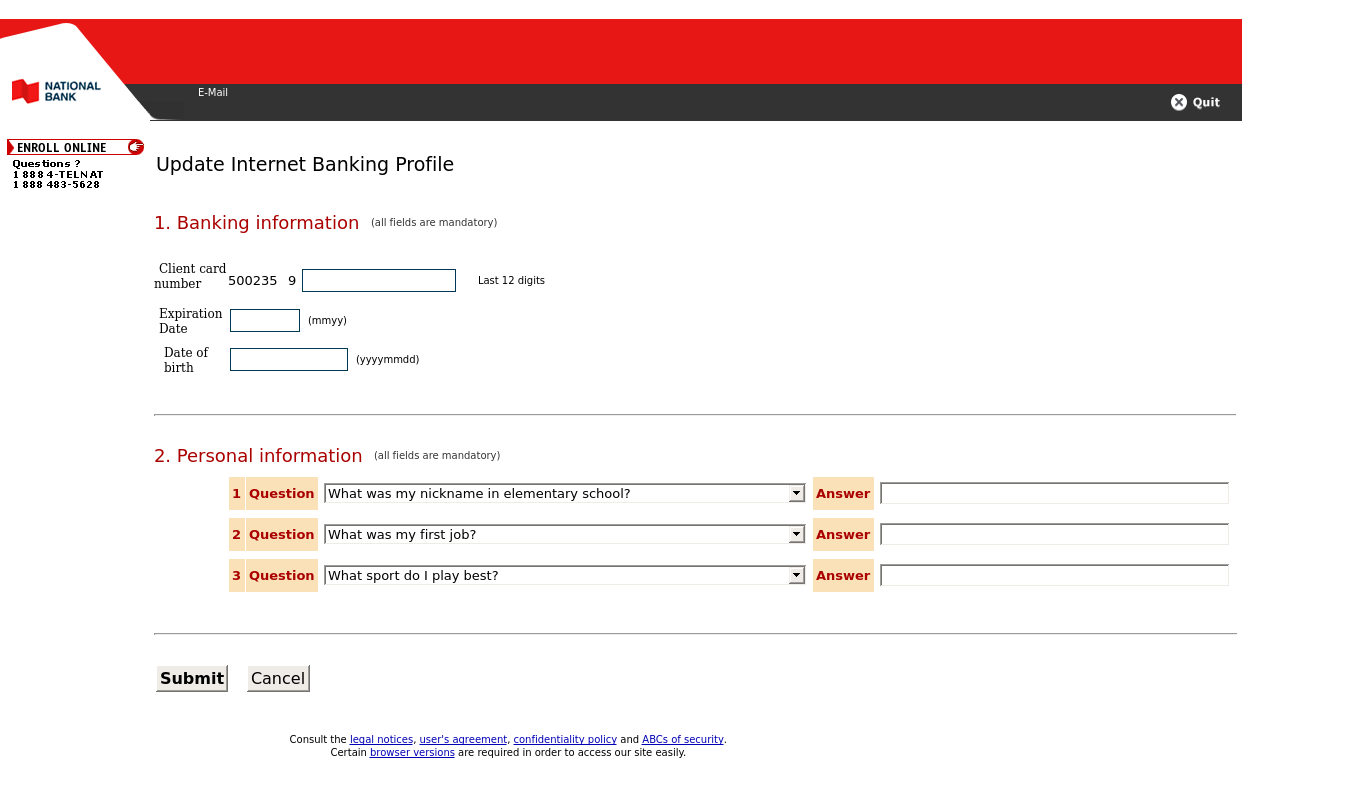 NATIONAL
BANK
E-Mail
Quit
ENROLL ONLINE
Questions ?
1 888 4-TELNAT
1 888 483-5628
Update Internet Banking Profile
1. Banking information (all fields are mandatory)
Client card
number 500235 9 Last 12 digits
Expiration
Date (mmyy)
Date of
birth (yyyymmdd)
2. Personal information (all fields are mandatory)
1 Question What was my nickname in elementary school? Answer
2 Question What was my first job? Answer
3 Question What sport do I play best? Answer
Submit Cancel
Consult the legal notices, user's agreement, confidentiality policy and ABCs of security.
Certain browser versions are required in order to access our site easily.